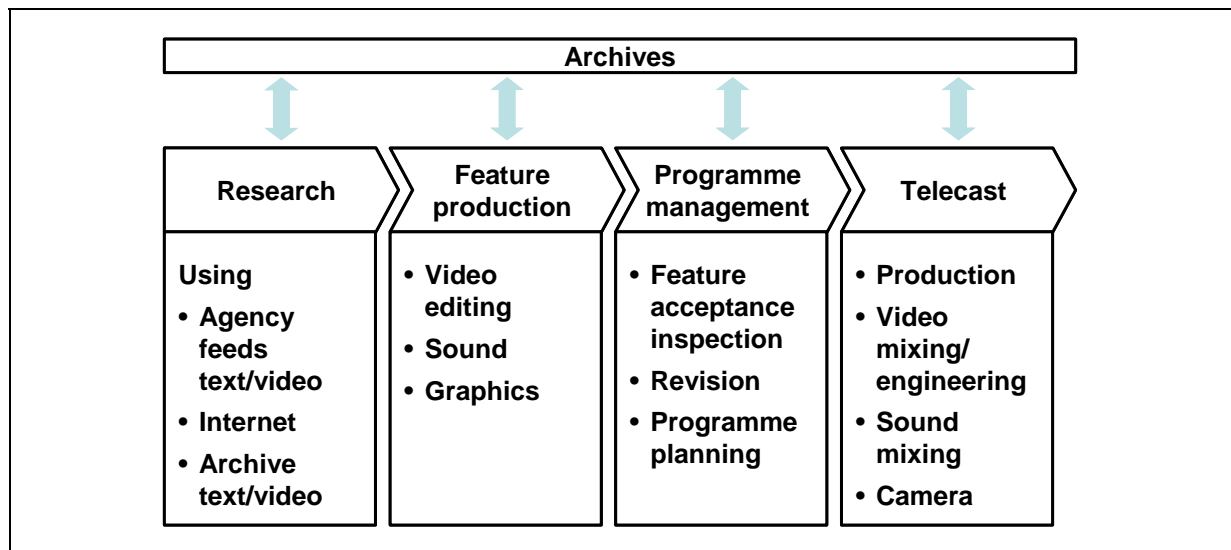 Archives
Research
Feature
production
Programme
management
Telecast
Using
• Agency
feeds
text/video
• Internet
• Archive
text/video
• Video
editing
• Sound
• Graphics
• Feature
acceptance
inspection
• Revision
• Programme
planning
• Production
• Video
mixing/
engineering
• Sound
mixing
• Camera